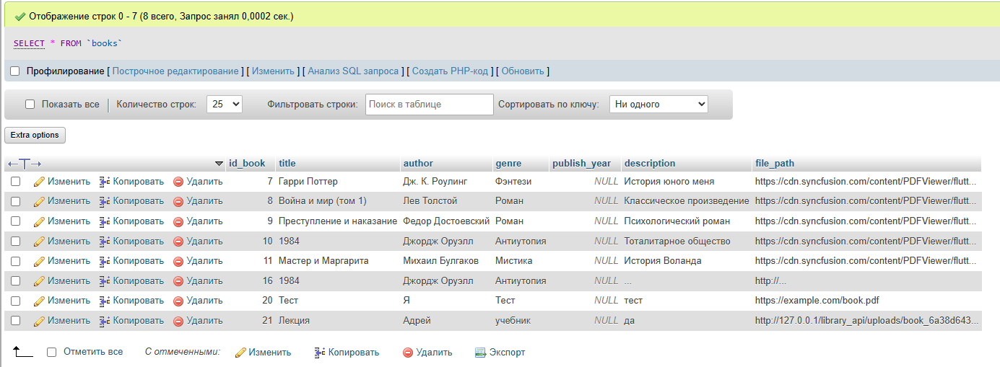 Отображение строк 0 - 7 (8 всего, Запрос занял 0,0002 сек.)
SELECT * FROM `books`
Профилирование [ Построчное редактирование ] [ Изменить ] [ Анализ SQL запроса ] [ Создать PHP-код ] [ Обновить ]
Показать все Количество строк: 25 Фильтровать строки: Поиск в таблице Сортировать по ключу: Ни одного
Extra options
id_book title author genre publish_year description file_path
Изменить Копировать Удалить 7 Гарри Поттер Дж. К. Роулинг Фэнтези NULL История юного меня https://cdn.syncfusion.com/content/PDFViewer/flutt...
Изменить Копировать Удалить 8 Война и мир (том 1) Лев Толстой Роман NULL Классическое произведение https://cdn.syncfusion.com/content/PDFViewer/flutt...
Изменить Копировать Удалить 9 Преступление и наказание Федор Достоевский Роман NULL Психологический роман https://cdn.syncfusion.com/content/PDFViewer/flutt...
Изменить Копировать Удалить 10 1984 Джордж Оруэлл Антиутопия NULL Тоталитарное общество https://cdn.syncfusion.com/content/PDFViewer/flutt...
Изменить Копировать Удалить 11 Мастер и Маргарита Михаил Булгаков Мистика NULL История Воланда https://cdn.syncfusion.com/content/PDFViewer/flutt...
Изменить Копировать Удалить 16 1984 Джордж Оруэлл Антиутопия NULL ... http://...
Изменить Копировать Удалить 20 Тест Я Тест NULL тест https://example.com/book.pdf
Изменить Копировать Удалить 21 Лекция Адрей учебник NULL да http://127.0.0.1/library_api/uploads/book_6a38d643...
Отметить все С отмеченными: Изменить Копировать Удалить Экспорт